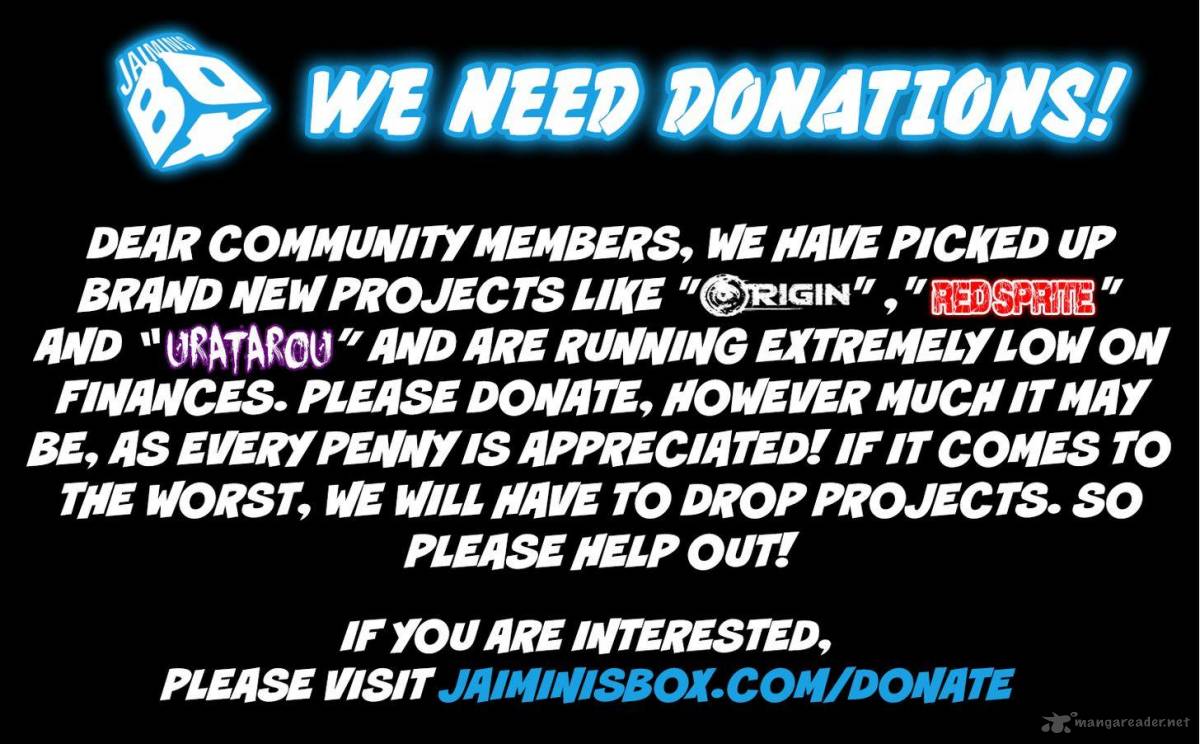 JAIMINIS
BOX
WE NEED DONATIONS!
DEAR COMMUNITY MEMBERS, WE HAVE PICKED UP
BRAND NEW PROJECTS LIKE "ORIGIN" ,"REDSPRITE"
AND "URATAROU" AND ARE RUNNING EXTREMELY LOW ON
FINANCES. PLEASE DONATE, HOWEVER MUCH IT MAY
BE, AS EVERY PENNY IS APPRECIATED! IF IT COMES TO
THE WORST, WE WILL HAVE TO DROP PROJECTS. SO
PLEASE HELP OUT!
IF YOU ARE INTERESTED,
PLEASE VISIT JAIMINISBOX.COM/DONATE
mangareader.net